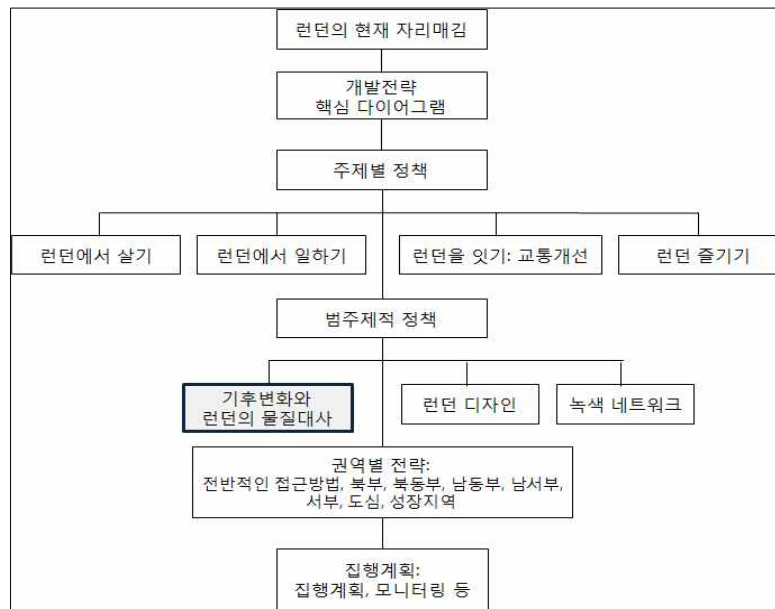 런던의 현재 자리매김
개발전략
핵심 다이어그램
주제별 정책
런던에서 살기
런던에서 일하기
런던을 잇기: 교통개선
런던 즐기기
범주제적 정책
기후변화와
런던의 물질대사
런던 디자인
녹색 네트워크
권역별 전략:
전반적인 접근방법, 북부, 북동부, 남동부, 남서부,
서부, 도심, 성장지역
집행계획:
집행계획, 모니터링 등